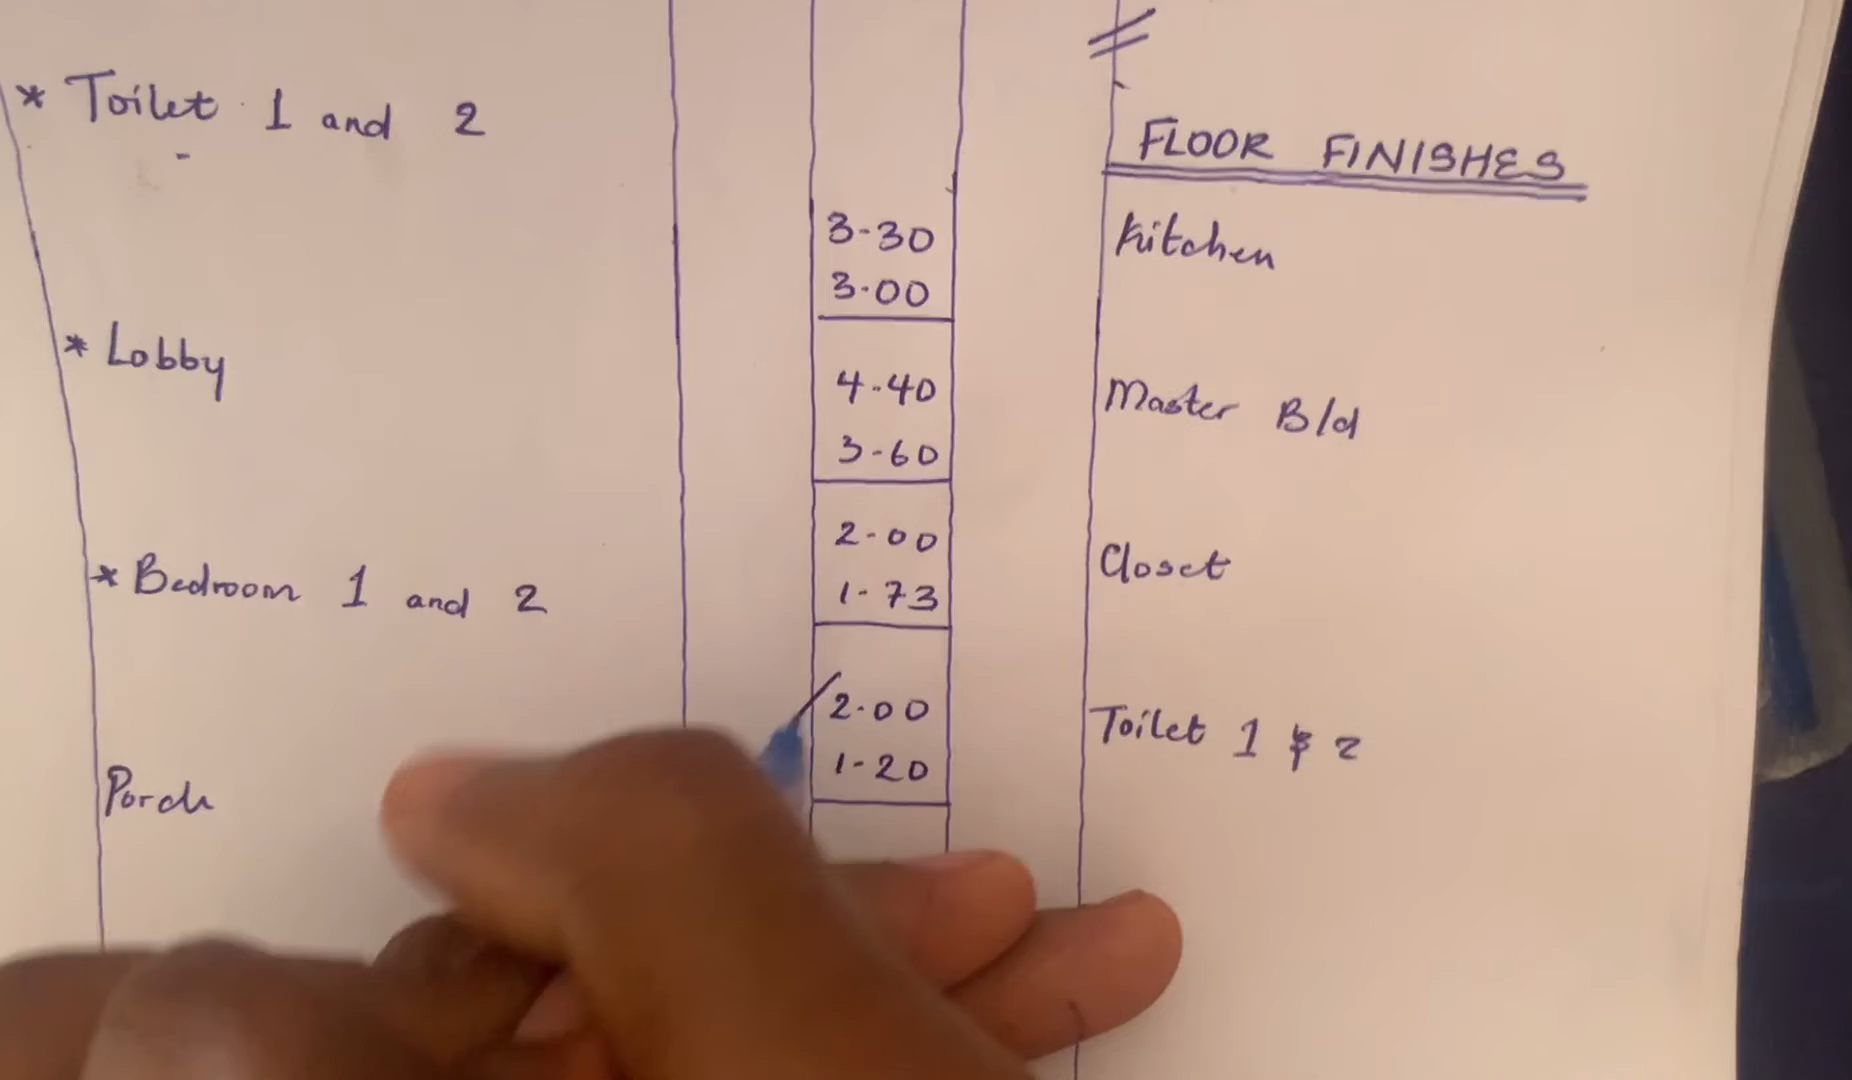 * Toilet 1 and 2
* Lobby
* Bedroom 1 and 2
Porch
FLOOR FINISHES
3-30
3.00
Kitchen
4.40
3-60
Master B/d
2-00
1-73
Closet
/2.00
1-20
Toilet 1 & 2